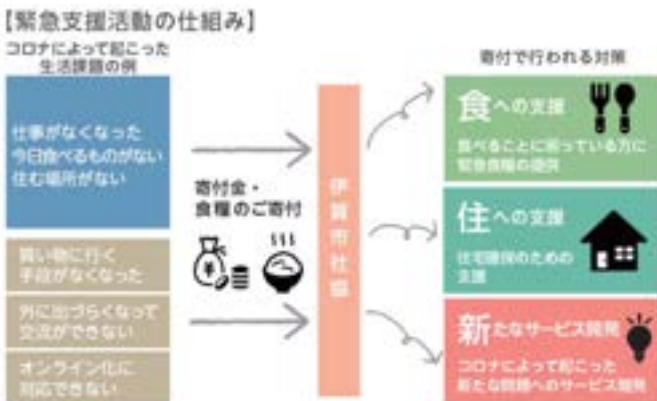 【緊急支援活動の仕組み】
コロナによって起こった
生活課題の例
仕事がなくなった
今日食べるものがない
住む場所がない
買い物に行く
手段がなくなった
外に出づらくなって
交流ができない
オンライン化に
対応できない
寄付金・
食糧のご寄付
伊賀市社協
寄付で行われる対策
食への支援
食べることに困っている方に
緊急食糧の提供
住への支援
住宅確保のための
支援
新たなサービス開発
コロナによって起こった
新たな問題へのサービス開発